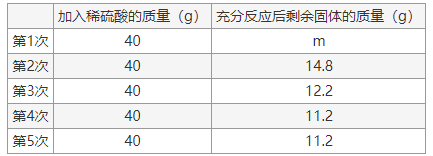 加入稀硫酸的质量（g） 充分反应后剩余固体的质量（g）
第1次 40 m
第2次 40 14.8
第3次 40 12.2
第4次 40 11.2
第5次 40 11.2